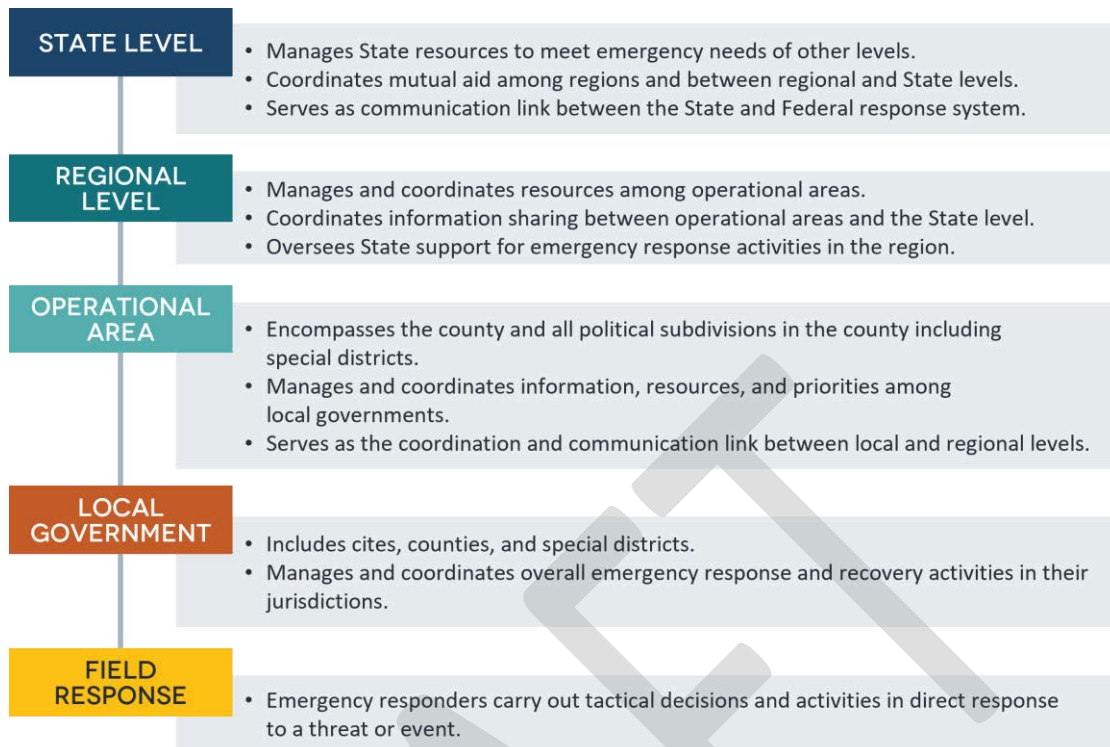 STATE LEVEL
• Manages State resources to meet emergency needs of other levels.
• Coordinates mutual aid among regions and between regional and State levels.
• Serves as communication link between the State and Federal response system.
REGIONAL
LEVEL
• Manages and coordinates resources among operational areas.
• Coordinates information sharing between operational areas and the State level.
• Oversees State support for emergency response activities in the region.
OPERATIONAL
AREA
• Encompasses the county and all political subdivisions in the county including
special districts.
• Manages and coordinates information, resources, and priorities among
local governments.
• Serves as the coordination and communication link between local and regional levels.
LOCAL
GOVERNMENT
• Includes cites, counties, and special districts.
• Manages and coordinates overall emergency response and recovery activities in their
jurisdictions.
FIELD
RESPONSE
• Emergency responders carry out tactical decisions and activities in direct response
to a threat or event.